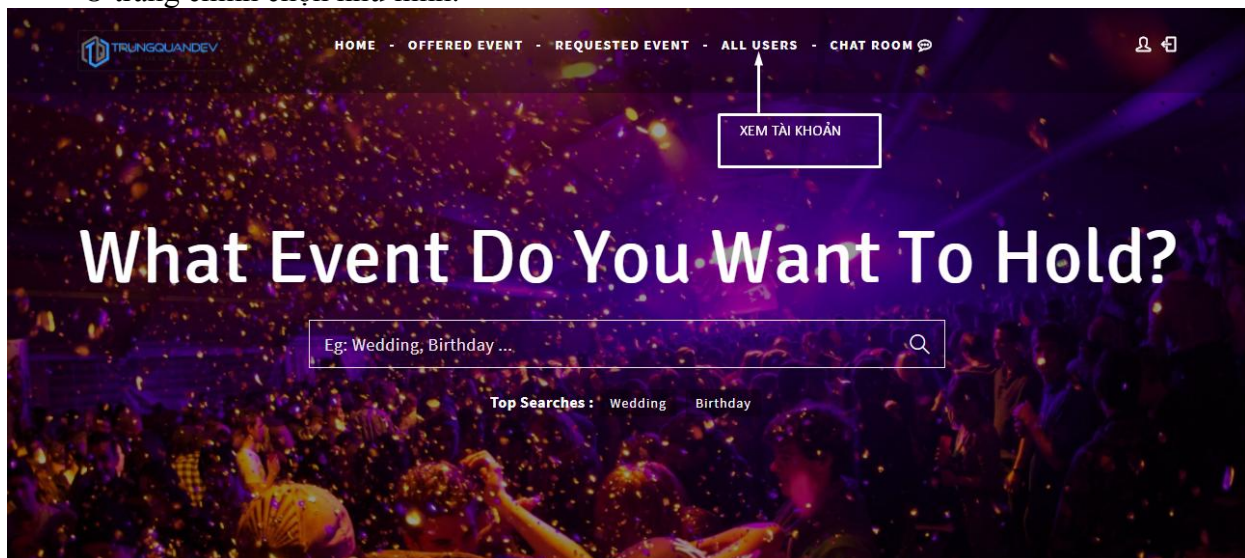 TRUNGQUANDEV
HOME - OFFERED EVENT - REQUESTED EVENT - ALL USERS - CHAT ROOM
XEM TÀI KHOẢN
What Event Do You Want To Hold?
Eg: Wedding, Birthday ...
Top Searches : Wedding Birthday